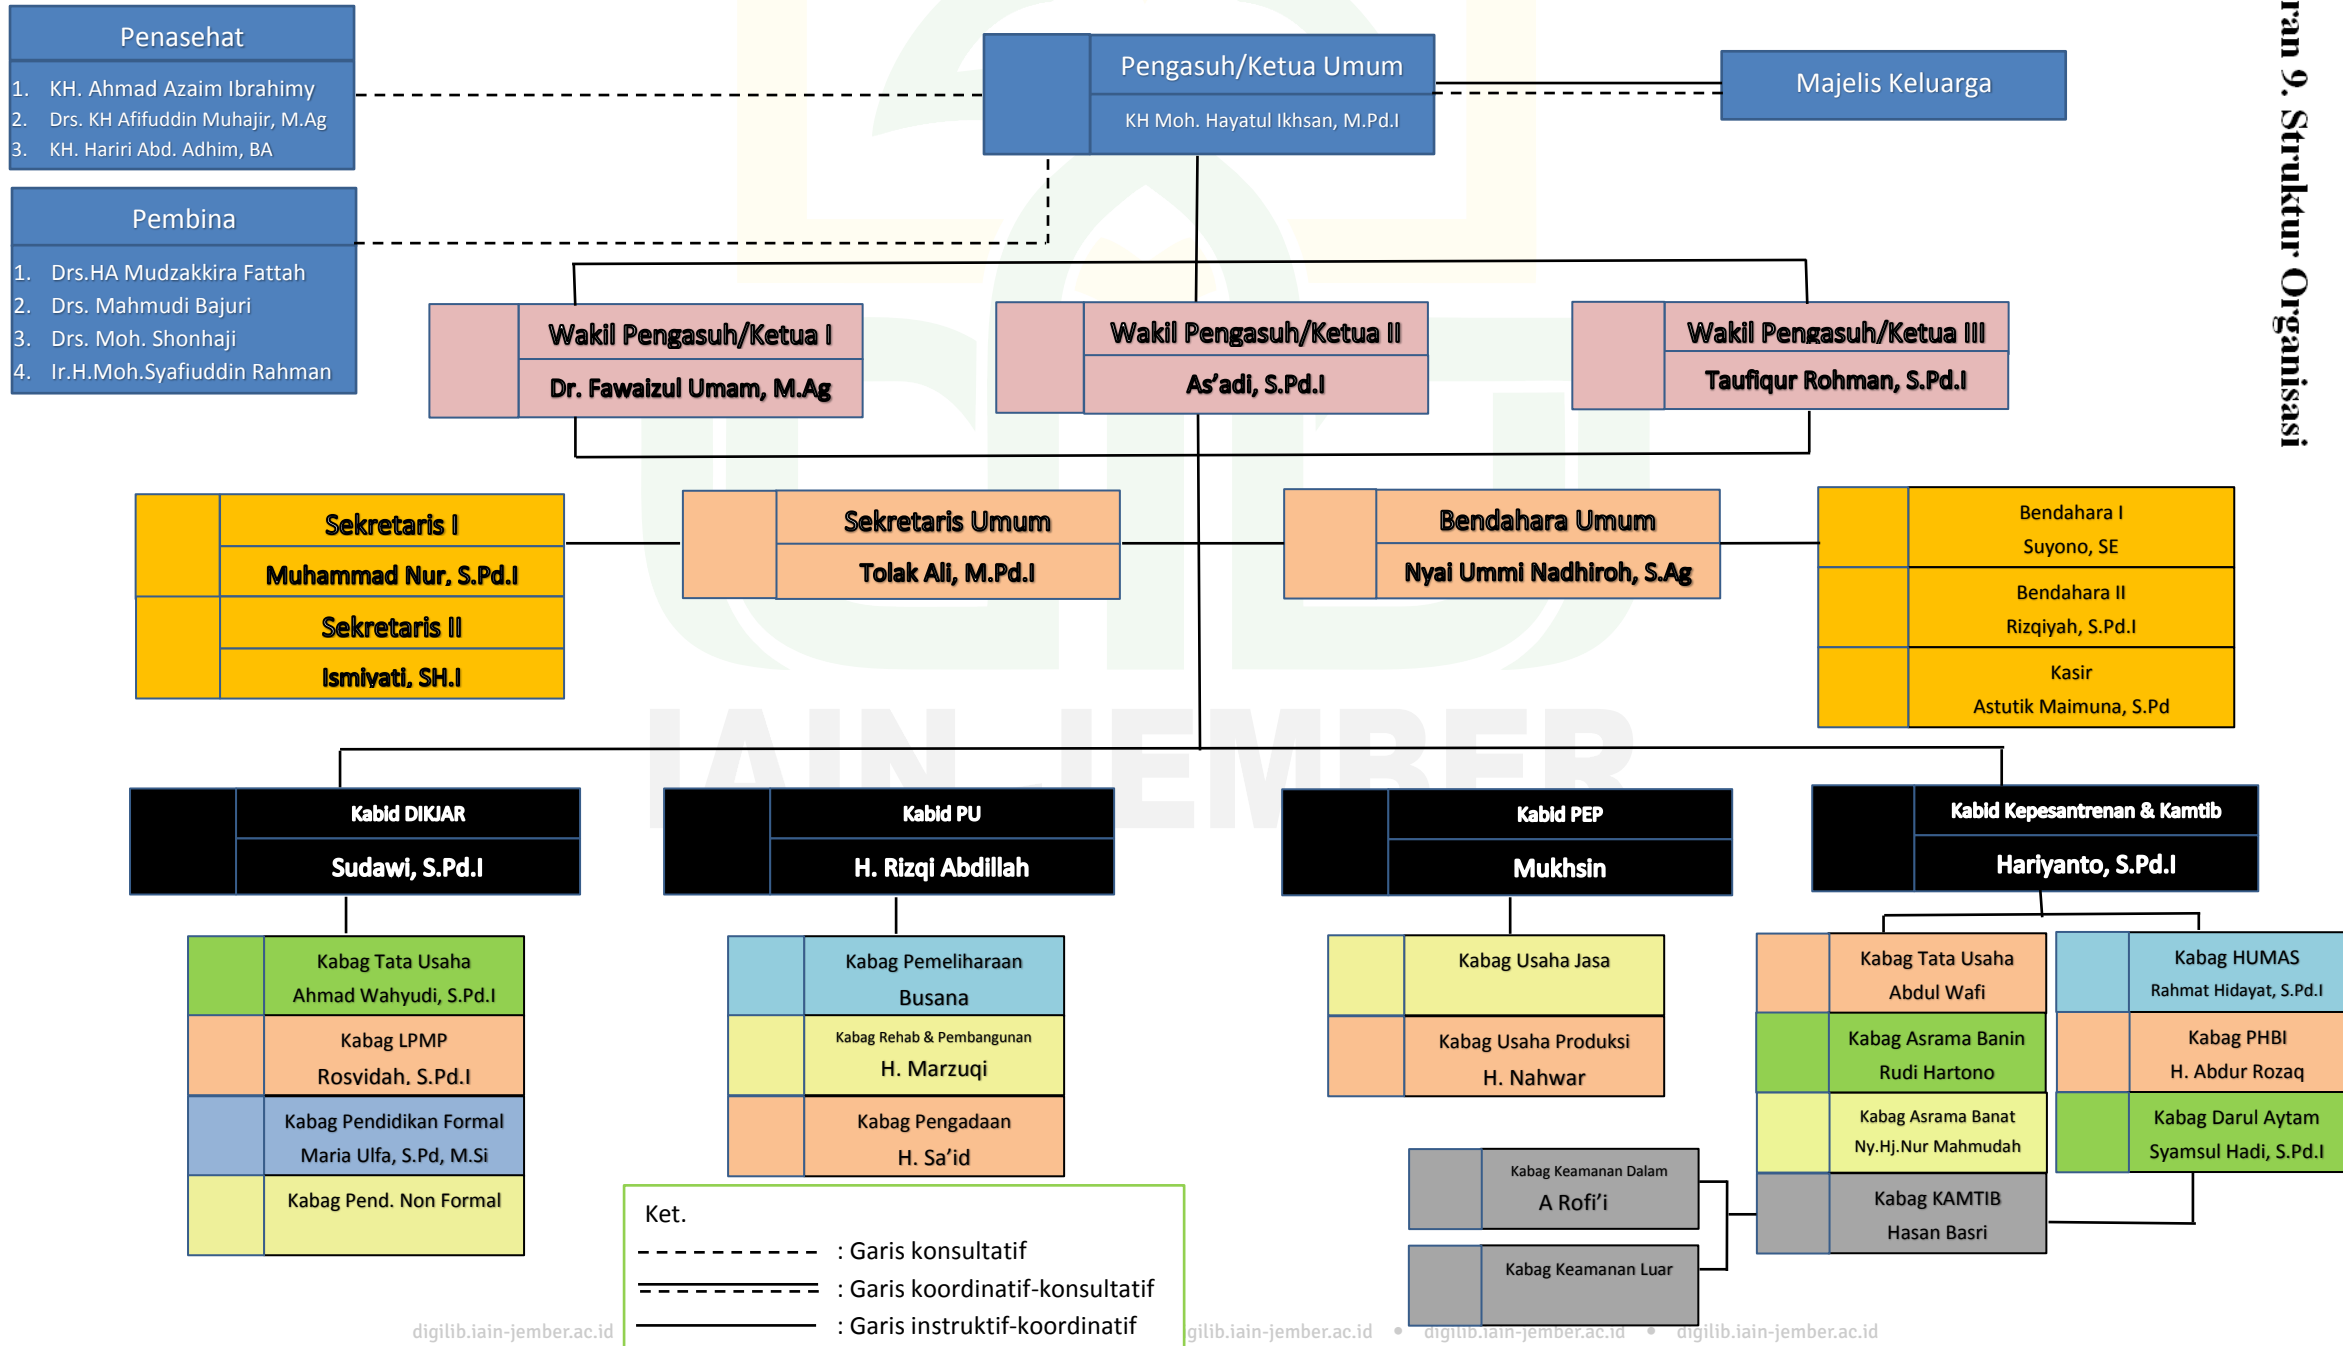 ran 9. Struktur Organisasi
Penasehat
1. KH. Ahmad Azaim Ibrahimy
2. Drs. KH Afifuddin Muhajir, M.Ag
3. KH. Hariri Abd. Adhim, BA
Pengasuh/Ketua Umum
KH Moh. Hayatul Ikhsan, M.Pd.I
Majelis Keluarga
Pembina
1. Drs.HA Mudzakkira Fattah
2. Drs. Mahmudi Bajuri
3. Drs. Moh. Shonhaji
4. Ir.H.Moh.Syafiuddin Rahman
Wakil Pengasuh/Ketua I
Dr. Fawaizul Umam, M.Ag
Wakil Pengasuh/Ketua II
As’adi, S.Pd.I
Wakil Pengasuh/Ketua III
Taufiqur Rohman, S.Pd.I
Sekretaris I
Muhammad Nur, S.Pd.I
Sekretaris II
Ismiyati, SH.I
Sekretaris Umum
Tolak Ali, M.Pd.I
Bendahara Umum
Nyai Ummi Nadhiroh, S.Ag
Bendahara I
Suyono, SE
Bendahara II
Rizqiyah, S.Pd.I
Kasir
Astutik Maimuna, S.Pd
IAIN JEMBER
Kabid DIKJAR
Sudawi, S.Pd.I
Kabid PU
H. Rizqi Abdillah
Kabid PEP
Mukhsin
Kabid Kepesantrenan & Kamtib
Hariyanto, S.Pd.I
Kabag Tata Usaha
Ahmad Wahyudi, S.Pd.I
Kabag LPMP
Rosyidah, S.Pd.I
Kabag Pendidikan Formal
Maria Ulfa, S.Pd, M.Si
Kabag Pend. Non Formal
Kabag Pemeliharaan
Busana
Kabag Rehab & Pembangunan
H. Marzuqi
Kabag Pengadaan
H. Sa’id
Kabag Usaha Jasa
Kabag Usaha Produksi
H. Nahwar
Kabag Tata Usaha
Abdul Wafi
Kabag Asrama Banin
Rudi Hartono
Kabag Asrama Banat
Ny.Hj.Nur Mahmudah
Kabag KAMTIB
Hasan Basri
Kabag HUMAS
Rahmat Hidayat, S.Pd.I
Kabag PHBI
H. Abdur Rozaq
Kabag Darul Aytam
Syamsul Hadi, S.Pd.I
Kabag Keamanan Dalam
A Rofi’i
Kabag Keamanan Luar
Ket.
: Garis konsultatif
: Garis koordinatif-konsultatif
: Garis instruktif-koordinatif
digilib.iain-jember.ac.id gilib.iain-jember.ac.id • digilib.iain-jember.ac.id • digilib.iain-jember.ac.id